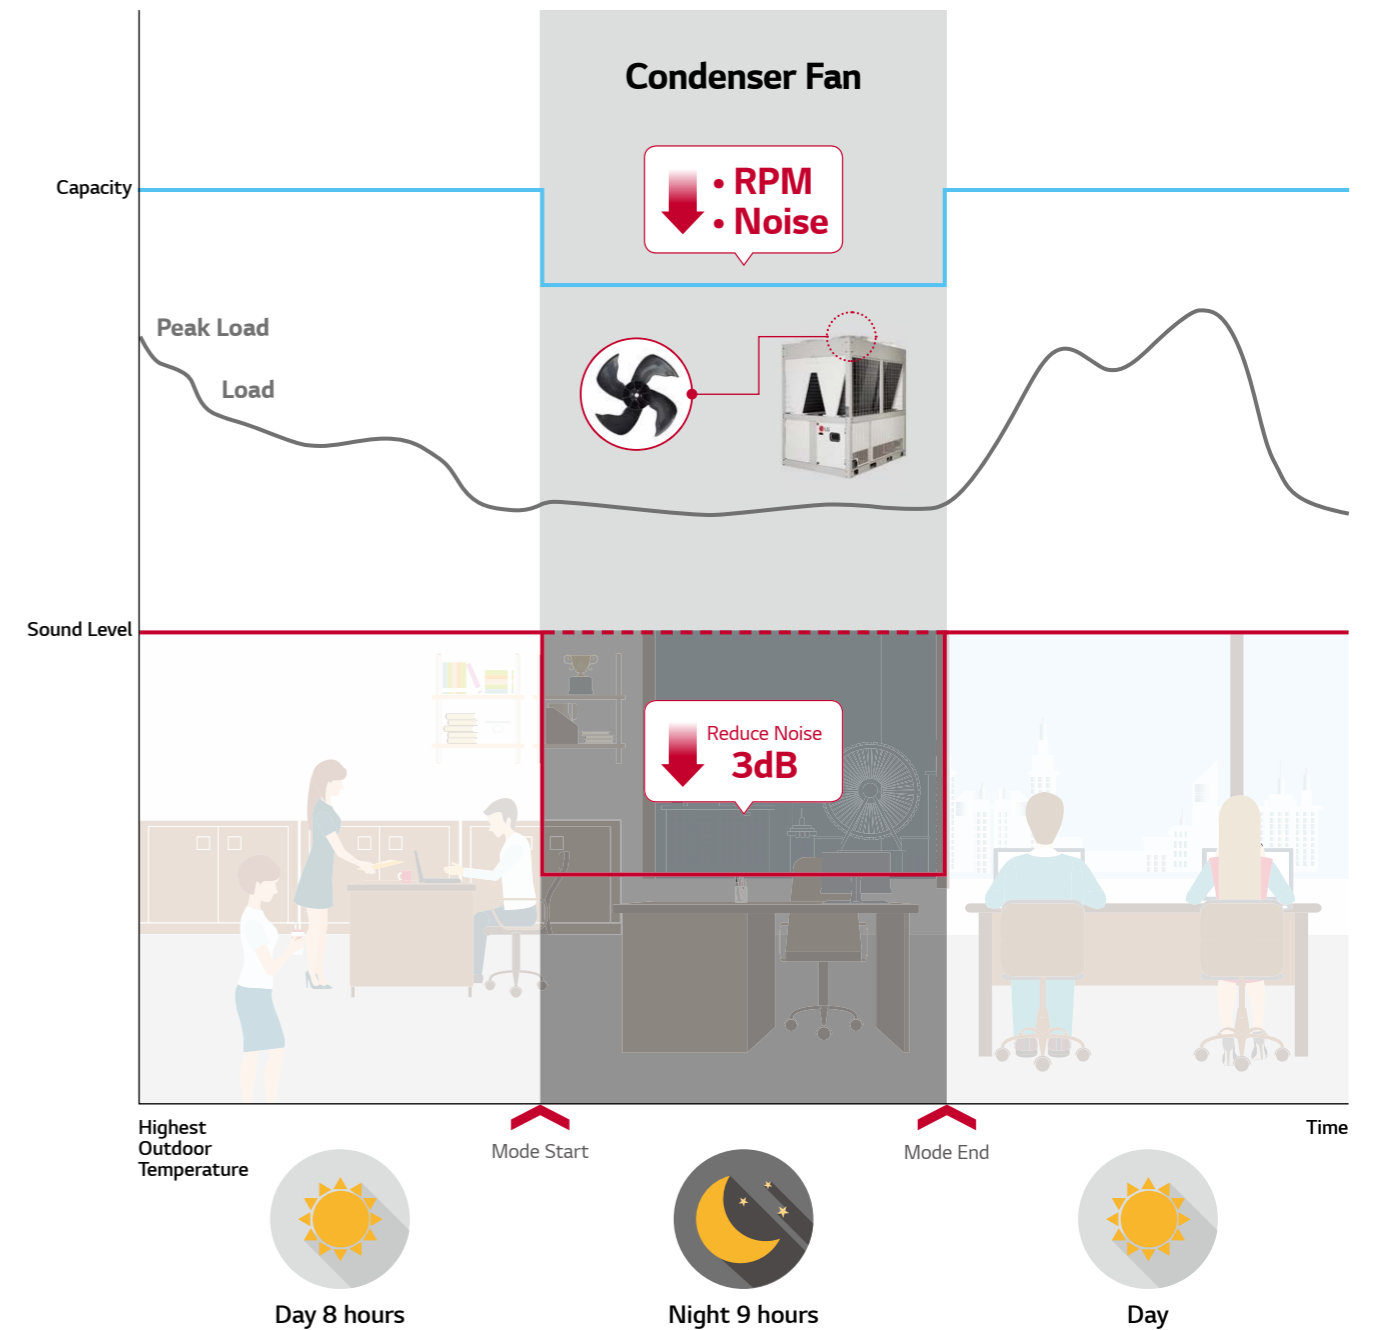 Condenser Fan
Capacity
• RPM
• Noise
Peak Load
Load
Sound Level
Reduce Noise
3dB
Highest
Outdoor
Temperature
Mode Start
Mode End
Time
Day 8 hours
Night 9 hours
Day